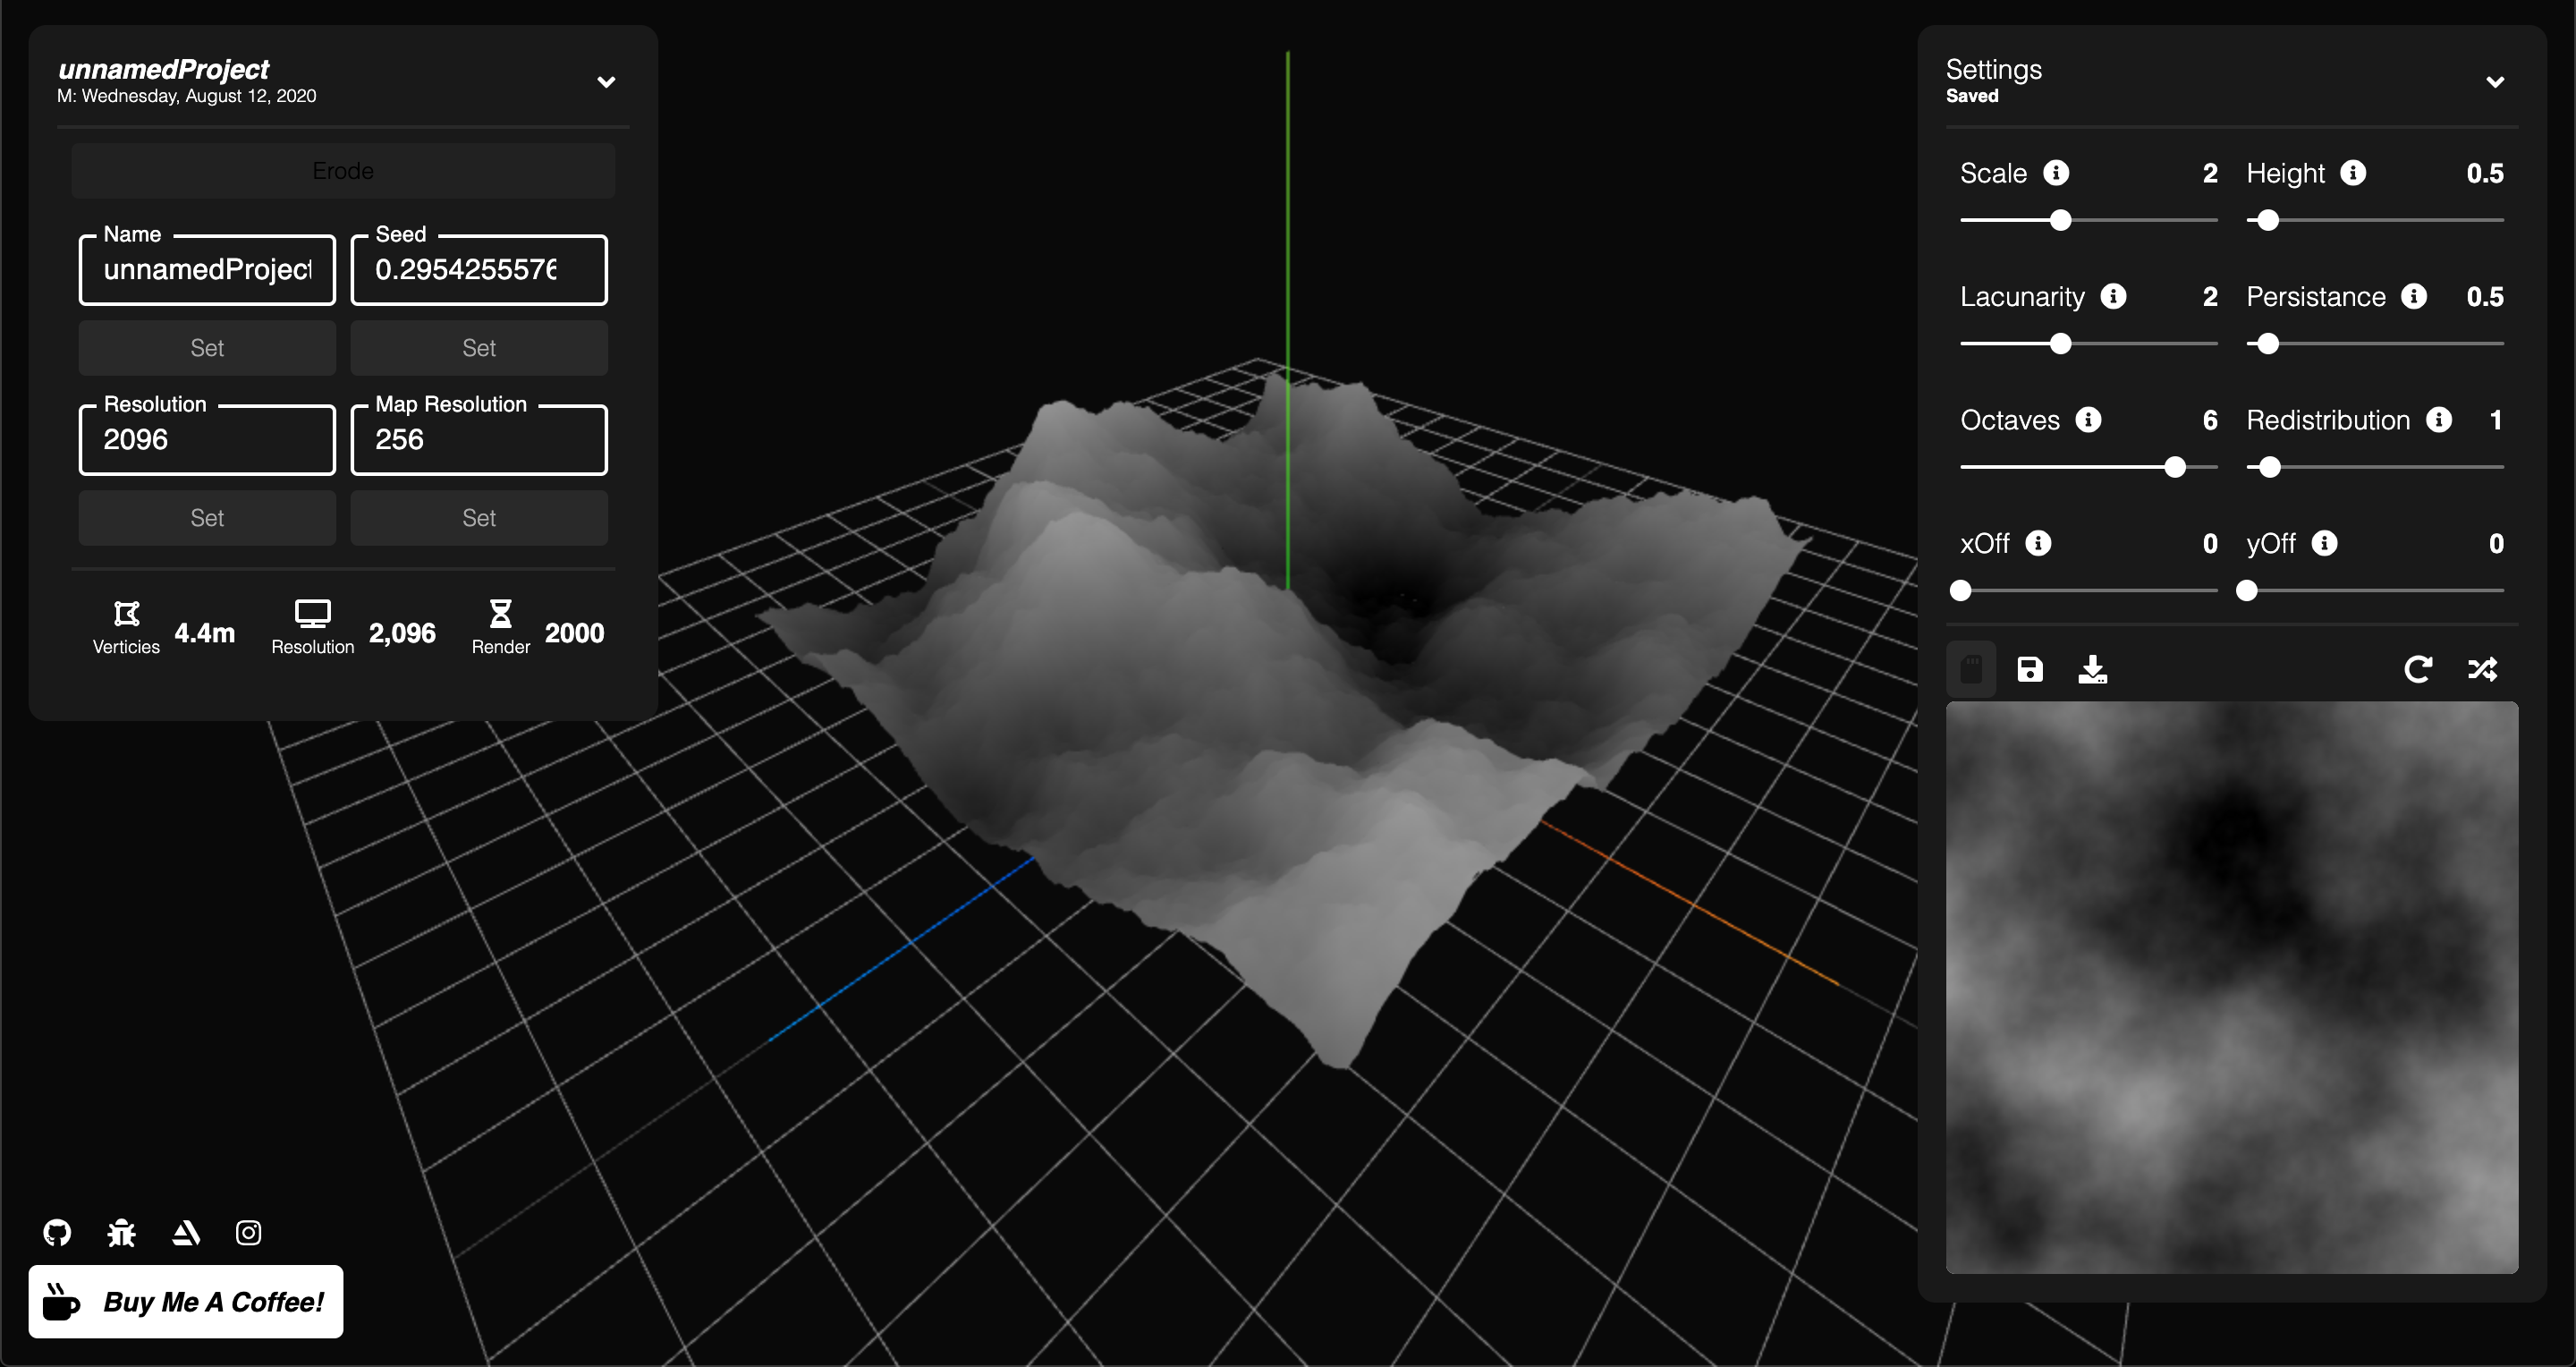 unnamedProject
M: Wednesday, August 12, 2020
Erode
Name
unnamedProject
Seed
0.295425557
Set
Set
Resolution
2096
Map Resolution
256
Set
Set
Verticies 4.4m
Resolution 2,096
Render 2000
Buy Me A Coffee!
Settings
Saved
Scale 2
Height 0.5
Lacunarity 2
Persistance 0.5
Octaves 6
Redistribution 1
xOff 0
yOff 0